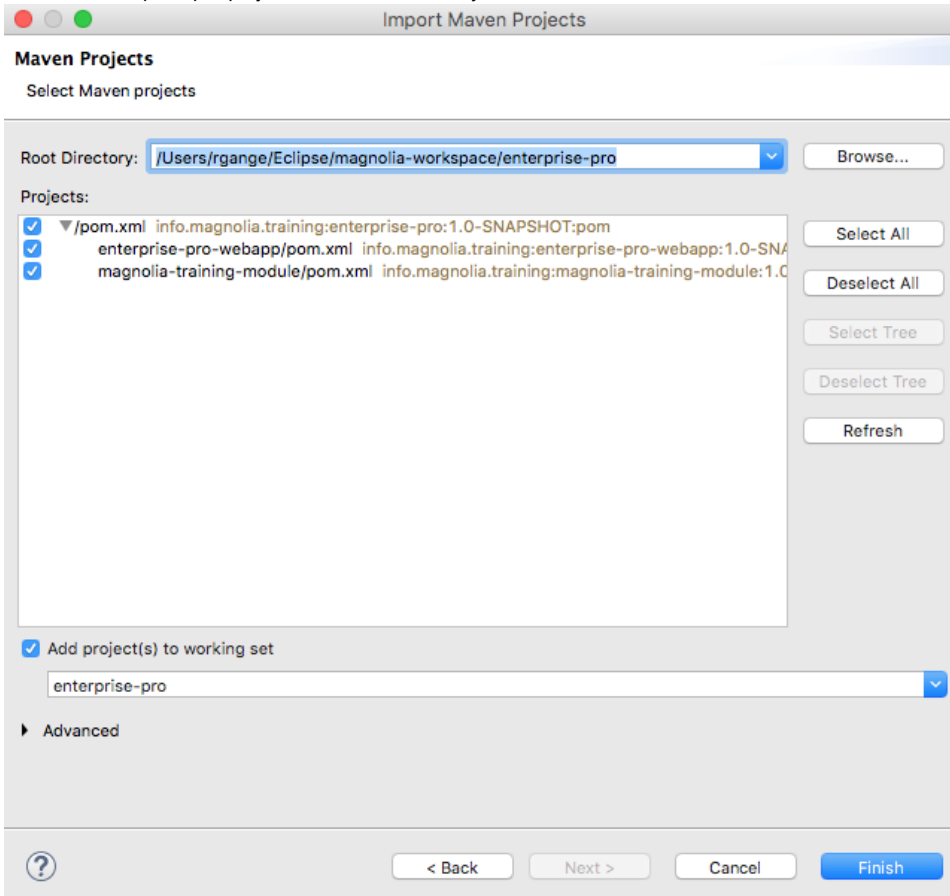 Import Maven Projects
Maven Projects
Select Maven projects
Root Directory: /Users/rgange/Eclipse/magnolia-workspace/enterprise-pro Browse...
Projects:
/pom.xml info.magnolia.training:enterprise-pro:1.0-SNAPSHOT:pom
enterprise-pro-webapp/pom.xml info.magnolia.training:enterprise-pro-webapp:1.0-SNA
magnolia-training-module/pom.xml info.magnolia.training:magnolia-training-module:1.0
Select All
Deselect All
Select Tree
Deselect Tree
Refresh
Add project(s) to working set
enterprise-pro
Advanced
? < Back Next > Cancel Finish